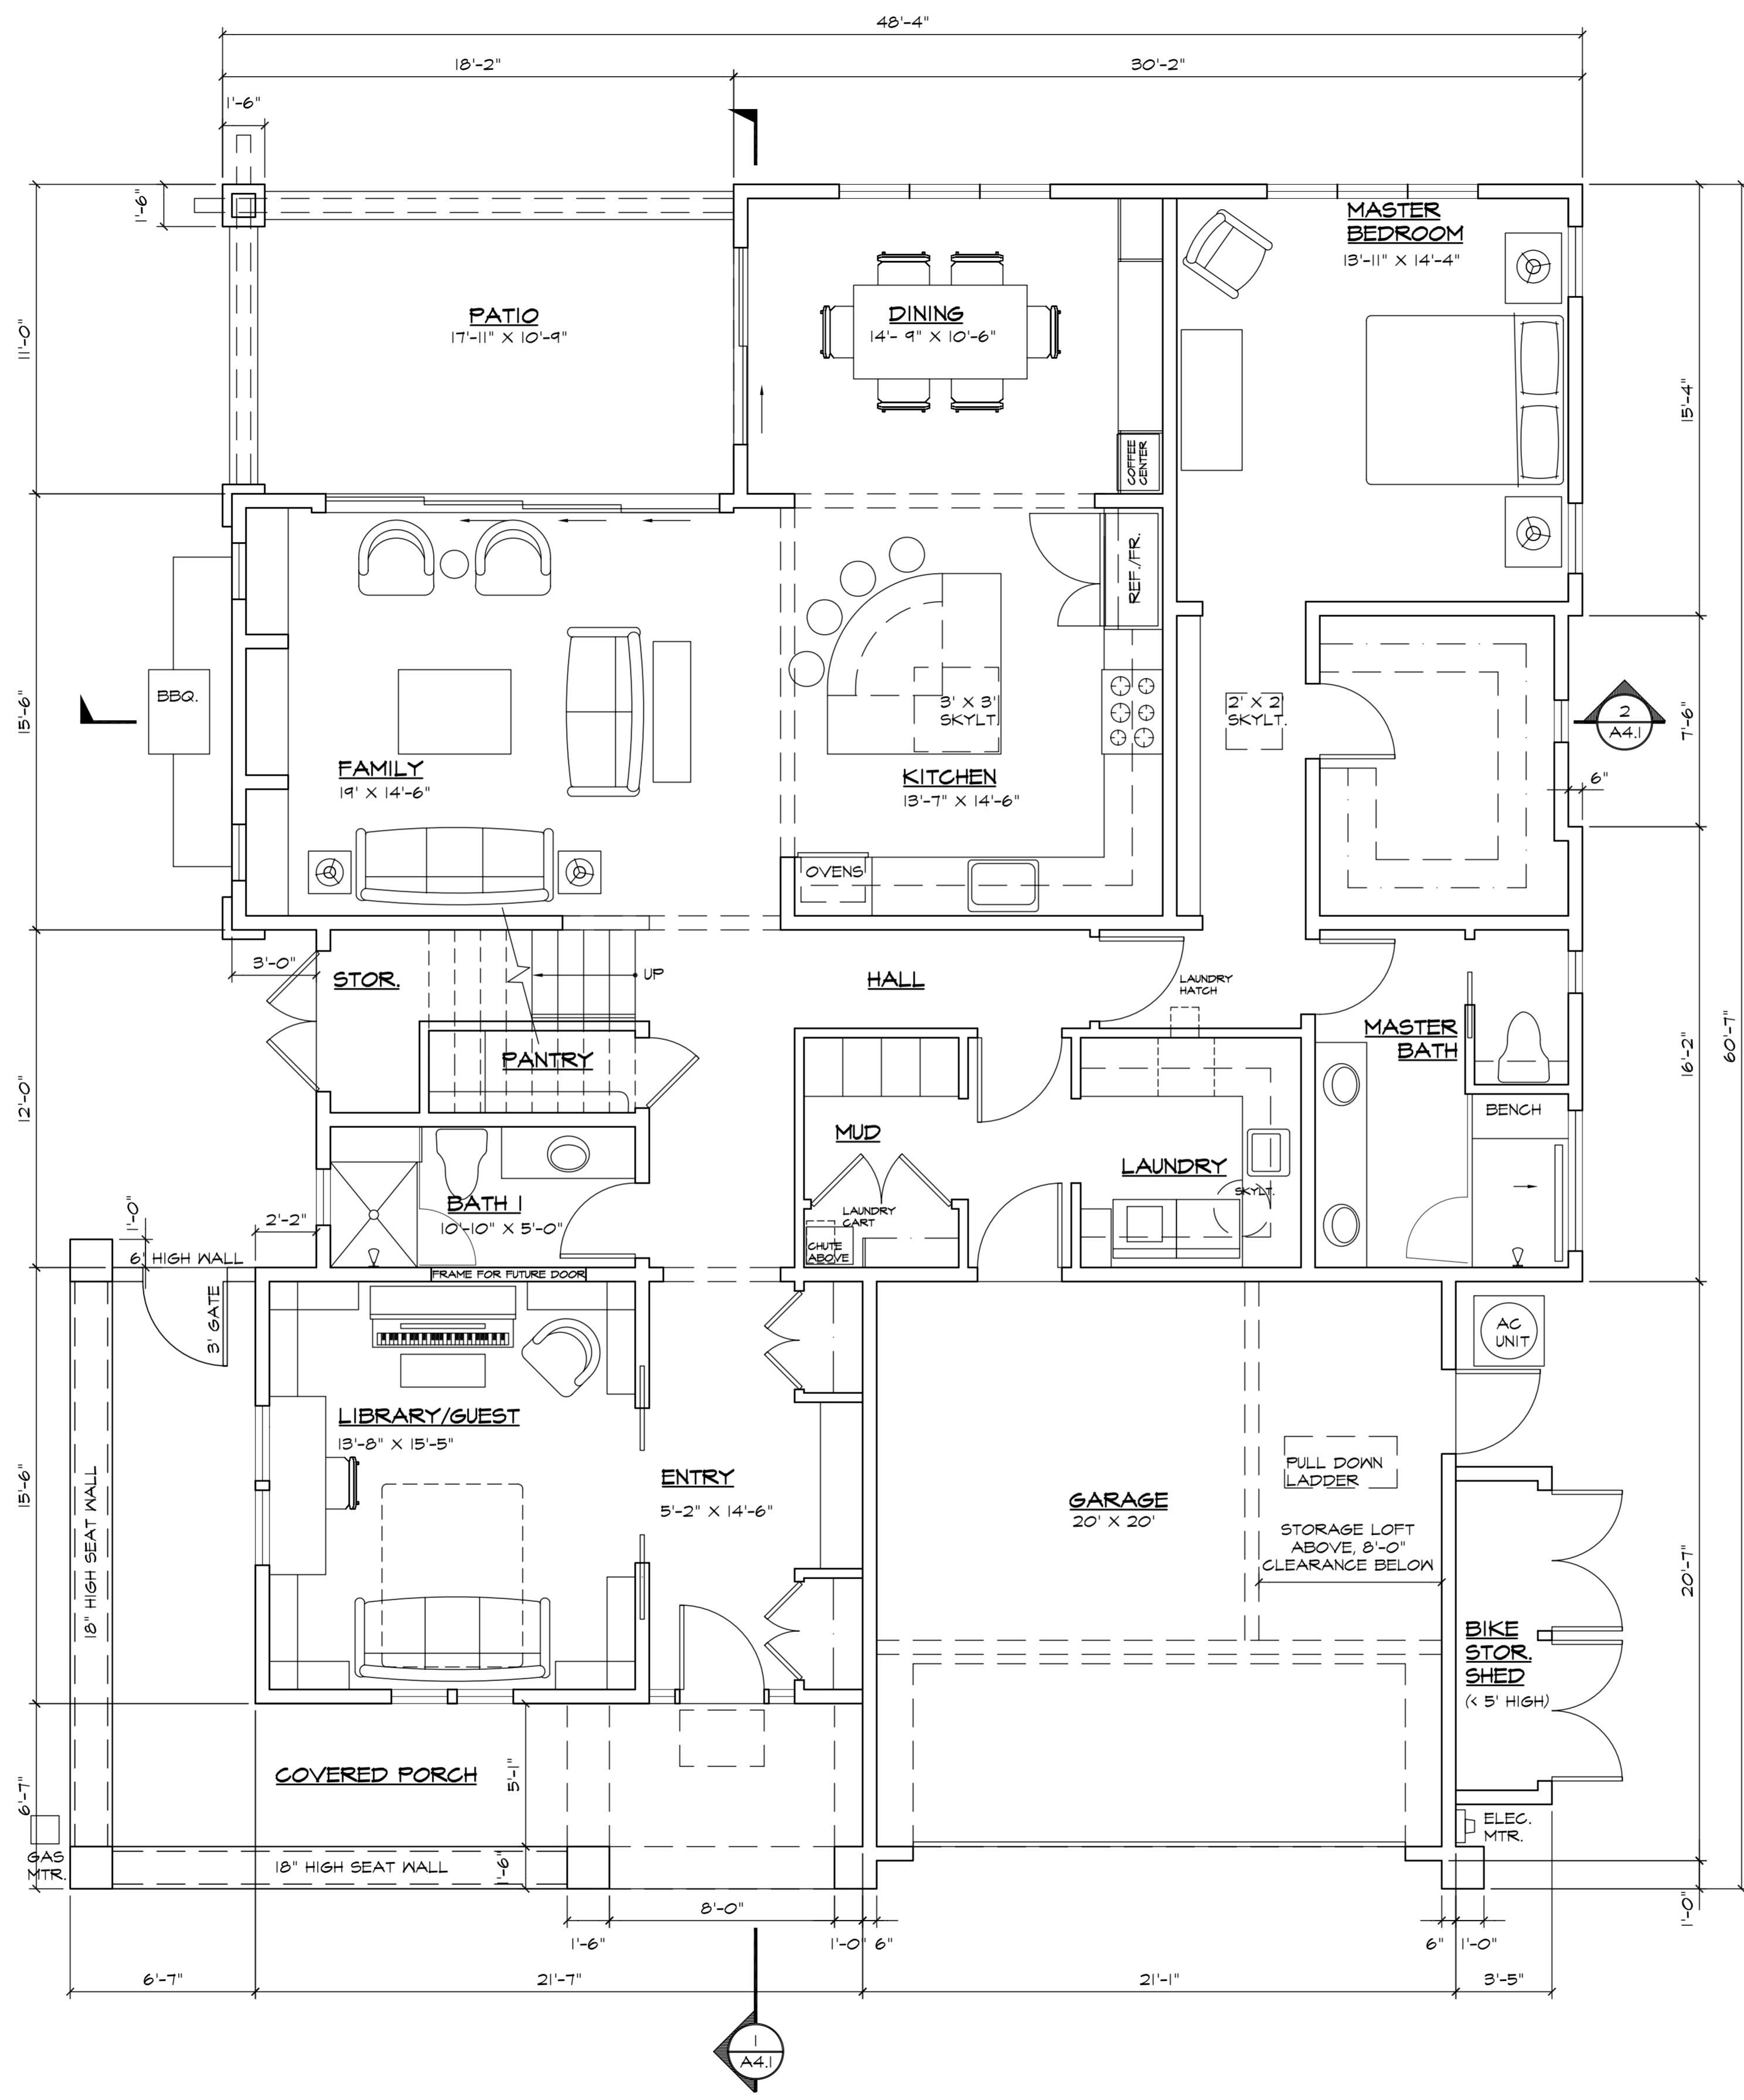 48'-4"
18'-2"
30'-2"
1'-6"
1'-6"
MASTER
BEDROOM
13'-11" X 14'-4"
PATIO
17'-11" X 10'-9"
DINING
14'- 9" X 10'-6"
11'-0"
15'-4"
COFFEE
CENTER
REF./FR.
BBQ.
15'-6"
3' X 3'
SKYLT.
2' X 2'
SKYLT.
2
A4.1
7'-6"
FAMILY
19' X 14'-6"
KITCHEN
13'-7" X 14'-6"
6"
OVENS
3'-0"
STOR.
UP
HALL
LAUNDRY
HATCH
MASTER
BATH
PANTRY
16'-2"
60'-7"
12'-0"
BENCH
MUD
LAUNDRY
SKYLT.
BATH 1
10'-10" X 5'-0"
LAUNDRY
CART
CHUTE
ABOVE
1'-0"
2'-2"
6' HIGH WALL
FRAME FOR FUTURE DOOR
3' GATE
AC
UNIT
LIBRARY/GUEST
13'-8" X 15'-5"
18" HIGH SEAT WALL
15'-6"
ENTRY
5'-2" X 14'-6"
GARAGE
20' X 20'
PULL DOWN
LADDER
STORAGE LOFT
ABOVE, 8'-0"
CLEARANCE BELOW
20'-7"
BIKE
STOR.
SHED
(< 5' HIGH)
COVERED PORCH
5'-1"
6'-7"
GAS
MTR.
18" HIGH SEAT WALL
1'-6"
ELEC.
MTR.
8'-0"
1'-0"
1'-6"
1'-0"
6"
6"
1'-0"
6'-7"
21'-7"
21'-1"
3'-5"
1
A4.1